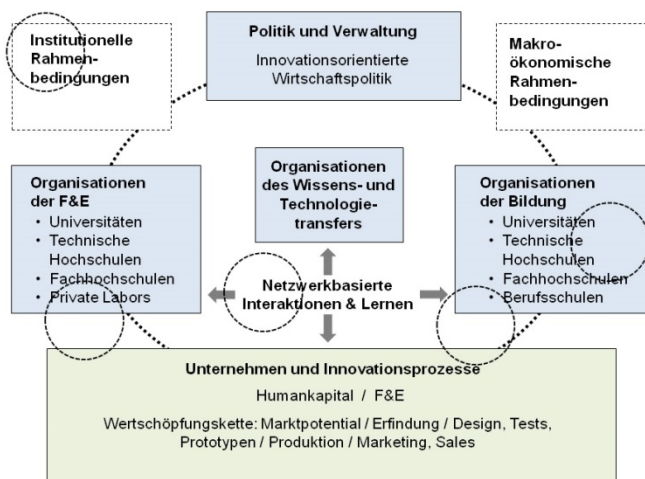 Institutionelle
Rahmen-
bedingungen
Politik und Verwaltung
Innovationsorientierte
Wirtschaftspolitik
Makro-
ökonomische
Rahmen-
bedingungen
Organisationen
der F&E
• Universitäten
• Technische
Hochschulen
• Fachhochschulen
• Private Labors
Organisationen
des Wissens- und
Technologie-
transfers
Organisationen
der Bildung
• Universitäten
• Technische
Hochschulen
• Fachhochschulen
• Berufsschulen
Netzwerkbasierte
Interaktionen & Lernen
Unternehmen und Innovationsprozesse
Humankapital / F&E
Wertschöpfungskette: Marktpotential / Erfindung / Design, Tests,
Prototypen / Produktion / Marketing, Sales